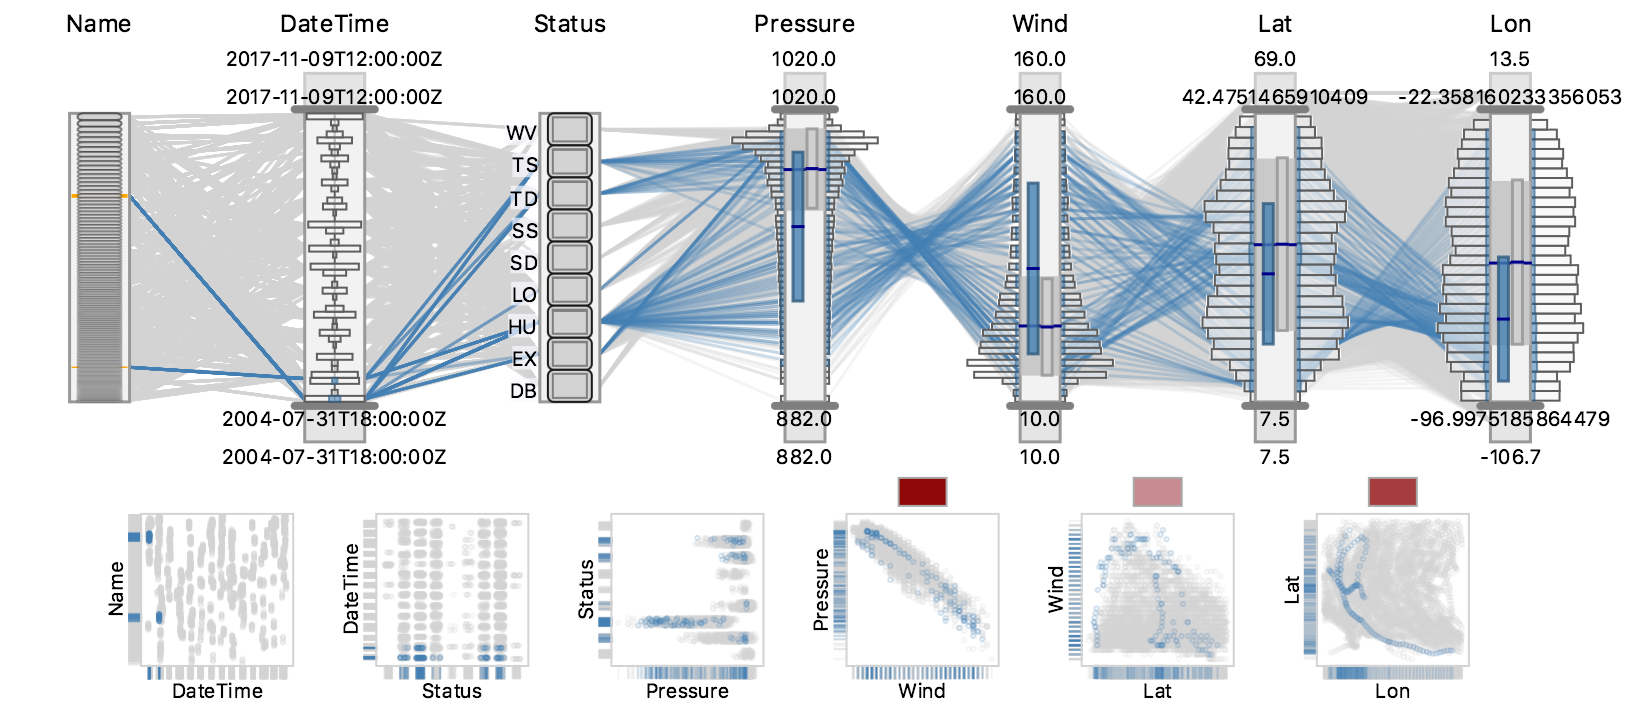 Name DateTime Status Pressure Wind Lat Lon
2017-11-09T12:00:00Z 1020.0 160.0 69.0 13.5
2017-11-09T12:00:00Z 1020.0 160.0 42.4751465910409 -22.358160233356053
WV
TS
TD
SS
SD
LO
HU
EX
DB
2004-07-31T18:00:00Z 882.0 10.0 7.5 -96.9975185864479
2004-07-31T18:00:00Z 882.0 10.0 7.5 -106.7
Name
DateTime
DateTime
Status
Status
Pressure
Pressure
Wind
Wind
Lat
Lat
Lon